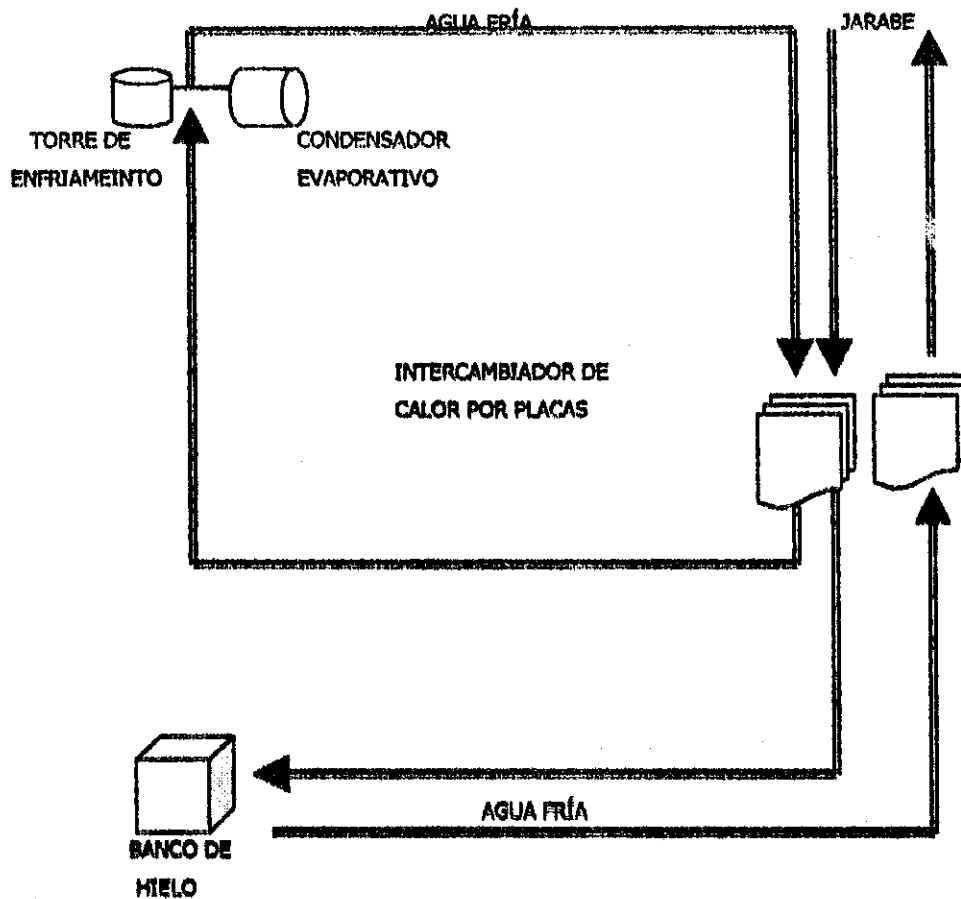 AGUA FRÍA
JARABE
TORRE DE
ENFRIAMEINTO
CONDENSADOR
EVAPORATIVO
INTERCAMBIADOR DE
CALOR POR PLACAS
AGUA FRÍA
BANCO DE
HIELO